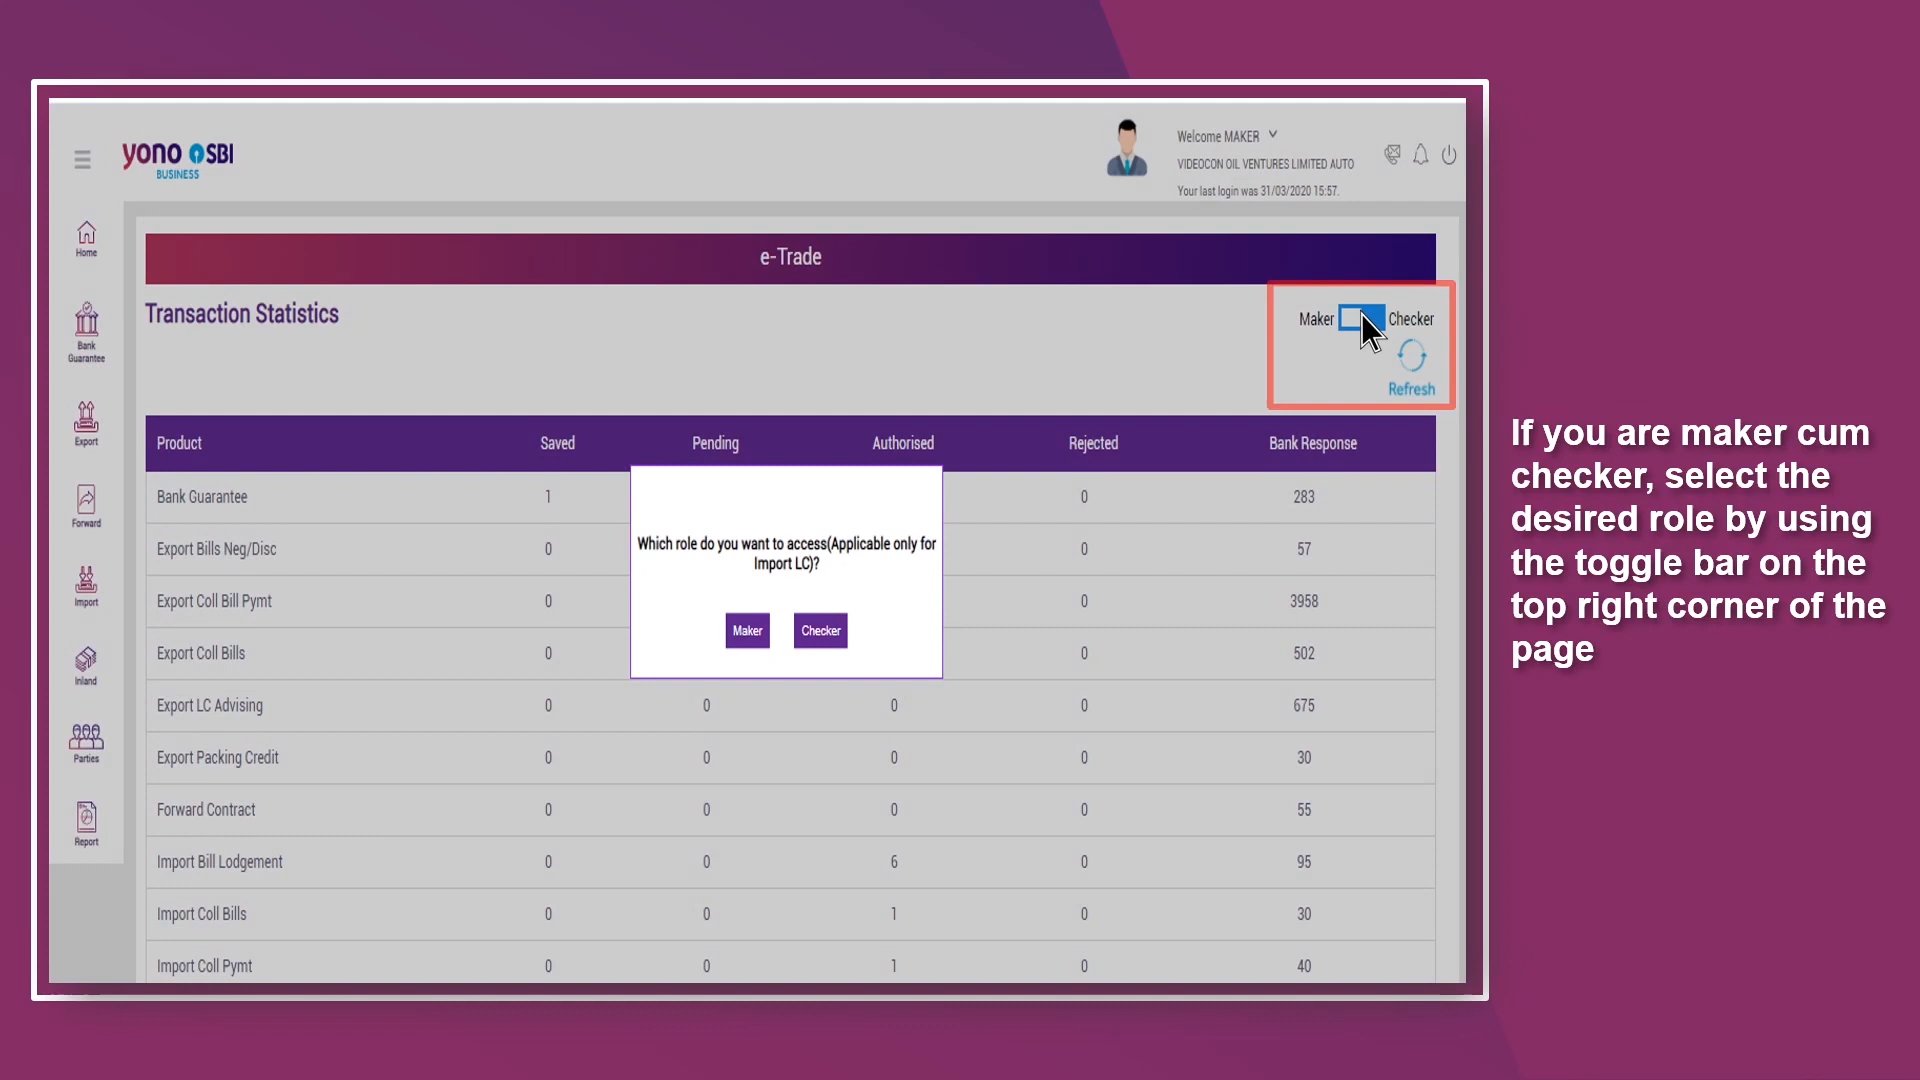 yono SBI
BUSINESS
Welcome MAKER
VIDEOCON OIL VENTURES LIMITED AUTO
Your last login was 31/03/2020 15:57.
Home
Bank
Guarantee
Export
Forward
Import
Inland
Parties
Report
e-Trade
Transaction Statistics
Maker Checker
Refresh
Product Saved Pending Authorised Rejected Bank Response
Bank Guarantee 1 0 283
Export Bills Neg/Disc 0 0 57
Export Coll Bill Pymt 0 0 3958
Export Coll Bills 0 0 502
Export LC Advising 0 0 0 0 675
Export Packing Credit 0 0 0 0 30
Forward Contract 0 0 0 0 55
Import Bill Lodgement 0 0 6 0 95
Import Coll Bills 0 0 1 0 30
Import Coll Pymt 0 0 1 0 40
Which role do you want to access(Applicable only for
Import LC)?
Maker Checker
If you are maker cum
checker, select the
desired role by using
the toggle bar on the
top right corner of the
page